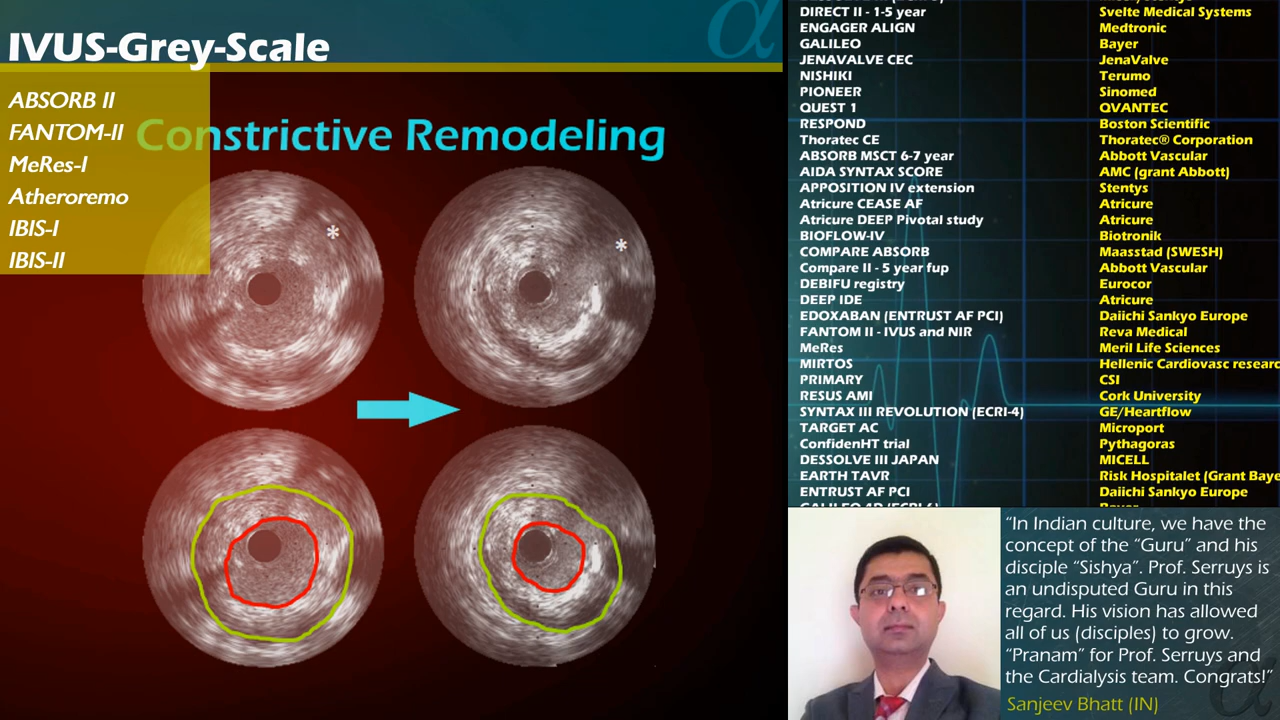 IVUS-Grey-Scale
ABSORB II
FANTOM-II
MeRes-I
Atheroremo
IBIS-I
IBIS-II
Constrictive Remodeling
*
*
DIRECT II - 1-5 year Svelte Medical Systems
ENGAGER ALIGN Medtronic
GALILEO Bayer
JENAVALVE CEC JenaValve
NISHIKI Terumo
PIONEER Sinomed
QUEST 1 QVANTEC
RESPOND Boston Scientific
Thoratec CE Thoratec® Corporation
ABSORB MSCT 6-7 year Abbott Vascular
AIDA SYNTAX SCORE AMC (grant Abbott)
APPOSITION IV extension Stentys
Atricure CEASE AF Atricure
Atricure DEEP Pivotal study Atricure
BIOFLOW-IV Biotronik
COMPARE ABSORB Maasstad (SWESH)
Compare II - 5 year fup Abbott Vascular
DEBIFU registry Eurocor
DEEP IDE Atricure
EDOXABAN (ENTRUST AF PCI) Daiichi Sankyo Europe
FANTOM II - IVUS and NIR Reva Medical
MeRes Meril Life Sciences
MIRTOS Hellenic Cardiovasc researc
PRIMARY CSI
RESUS AMI Cork University
SYNTAX III REVOLUTION (ECRI-4) GE/Heartflow
TARGET AC Microport
ConfidenHT trial Pythagoras
DESSOLVE III JAPAN MICELL
EARTH TAVR Risk Hospitalet (Grant Baye
ENTRUST AF PCI Daiichi Sankyo Europe
α
“In Indian culture, we have the
concept of the “Guru” and his
disciple “Sishya”. Prof. Serruys is
an undisputed Guru in this
regard. His vision has allowed
all of us (disciples) to grow.
“Pranam” for Prof. Serruys and
the Cardialysis team. Congrats!”
Sanjeev Bhatt (IN)